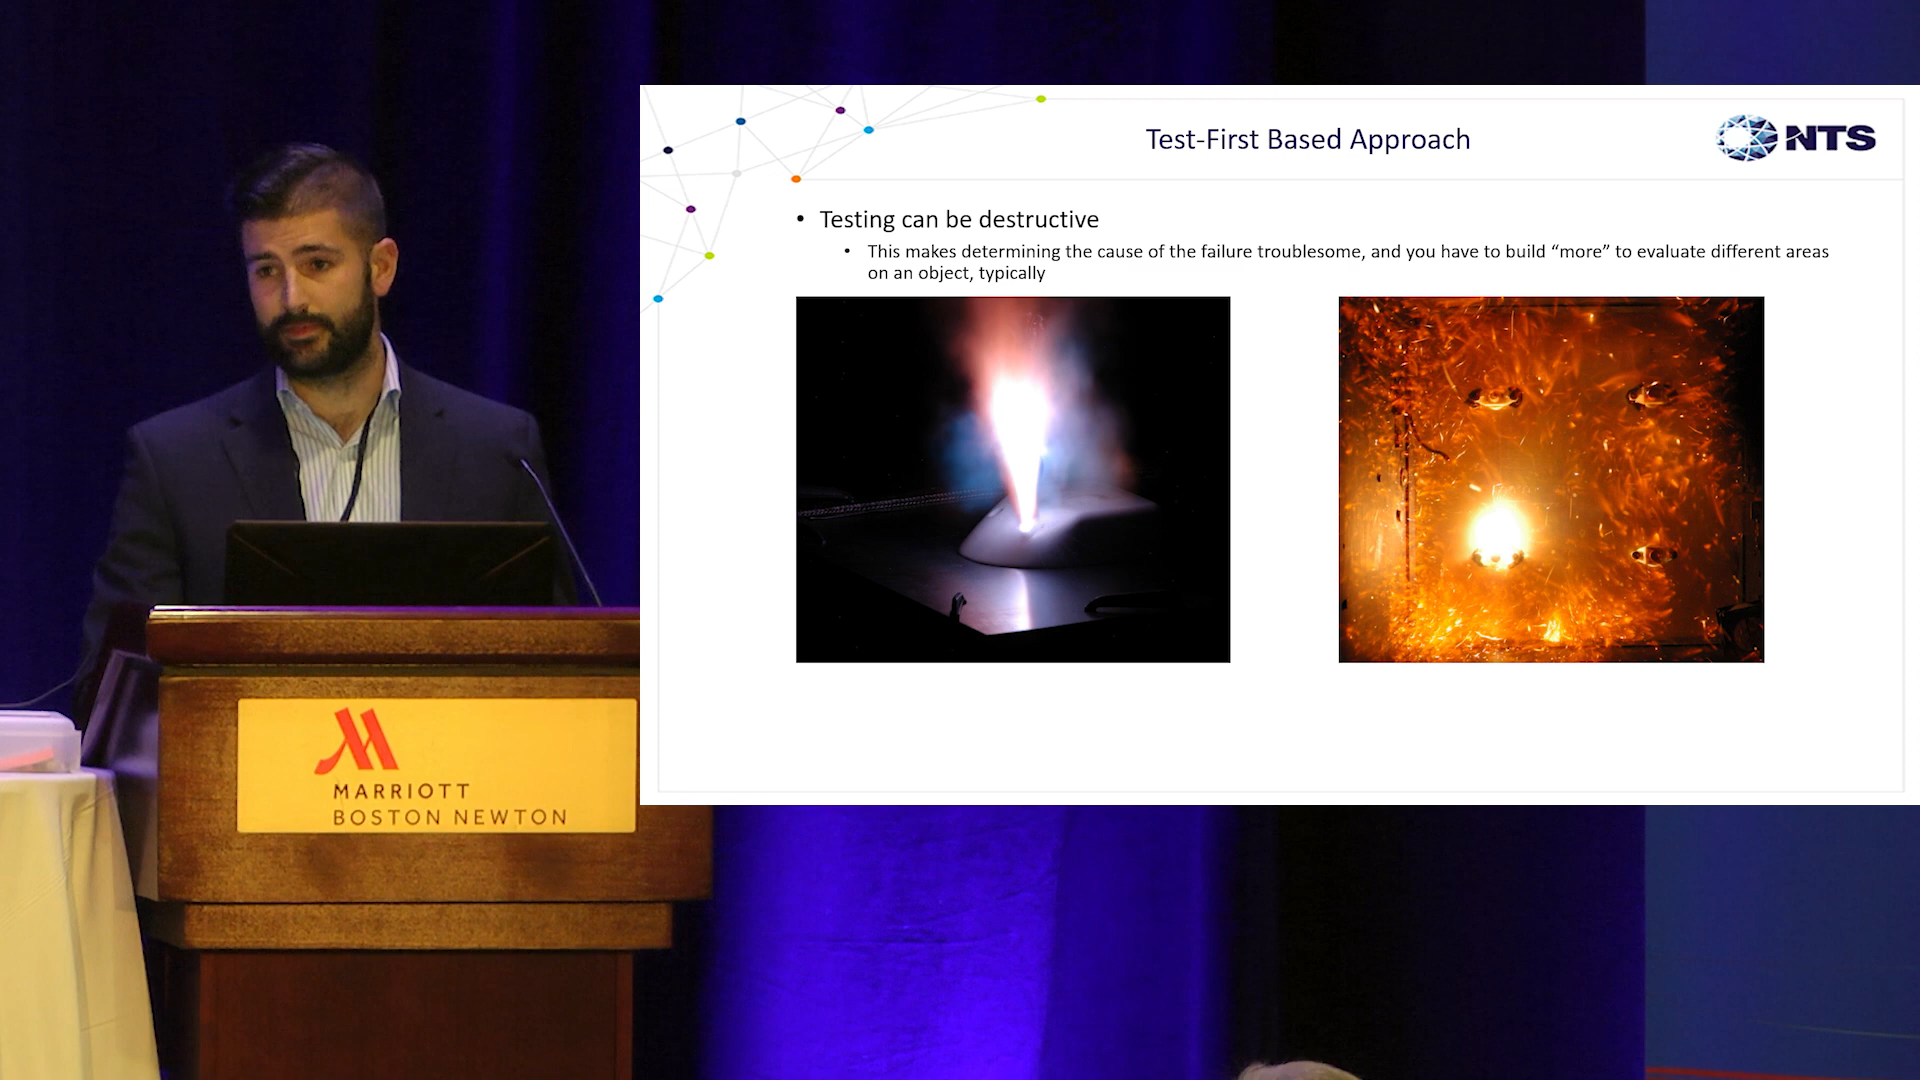 Test-First Based Approach
NTS
• Testing can be destructive
• This makes determining the cause of the failure troublesome, and you have to build “more” to evaluate different areas
on an object, typically
MARRIOTT
BOSTON NEWTON